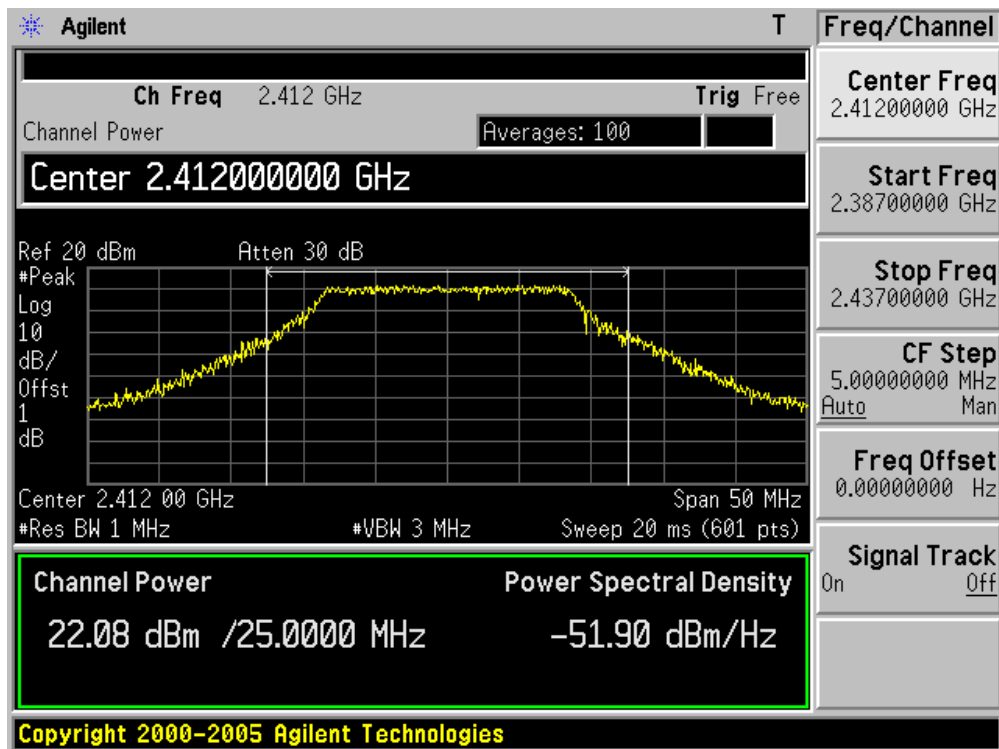 Agilent T Freq/Channel
Ch Freq 2.412 GHz Trig Free
Channel Power Averages: 100
Center 2.412000000 GHz
Ref 20 dBm Atten 30 dB
#Peak
Log
10
dB/
Offst
1
dB
Center 2.412 00 GHz Span 50 MHz
#Res BW 1 MHz #VBW 3 MHz Sweep 20 ms (601 pts)
Channel Power Power Spectral Density
22.08 dBm /25.0000 MHz -51.90 dBm/Hz
Center Freq
2.41200000 GHz
Start Freq
2.38700000 GHz
Stop Freq
2.43700000 GHz
CF Step
5.00000000 MHz
Auto Man
Freq Offset
0.00000000 Hz
Signal Track
On Off
Copyright 2000-2005 Agilent Technologies